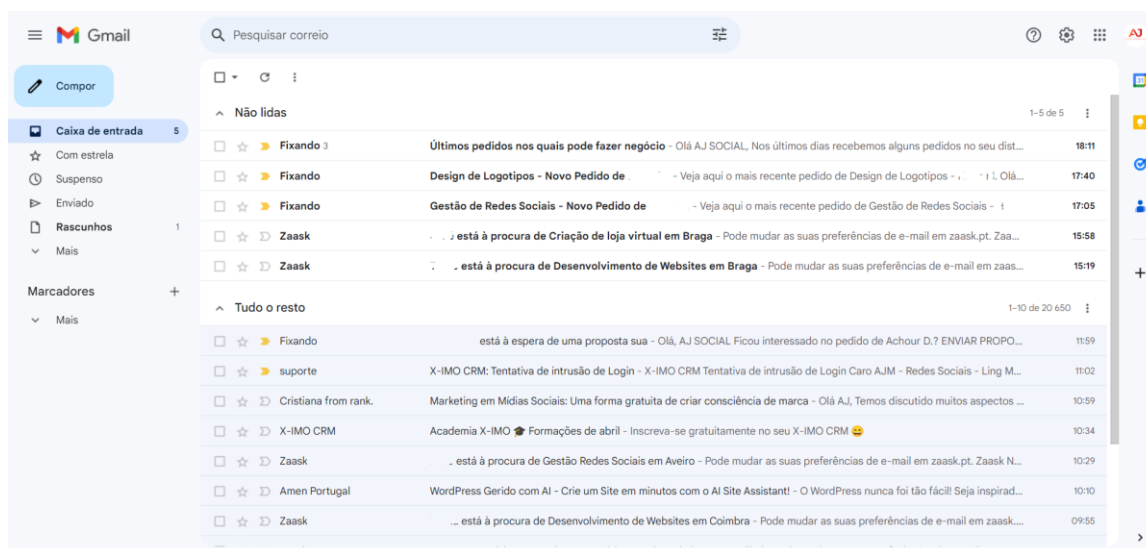 Gmail
Pesquisar correio
AJ
Compor
Caixa de entrada 5
Com estrela
Suspenso
Enviado
Rascunhos 1
Mais
Marcadores
Mais
Não lidas 1–5 de 5
Fixando 3 Últimos pedidos nos quais pode fazer negócio - Olá AJ SOCIAL, Nos últimos dias recebemos alguns pedidos no seu dist... 18:11
Fixando Design de Logotipos - Novo Pedido de - Veja aqui o mais recente pedido de Design de Logotipos - Olá... 17:40
Fixando Gestão de Redes Sociais - Novo Pedido de - Veja aqui o mais recente pedido de Gestão de Redes Sociais - 17:05
Zaask está à procura de Criação de loja virtual em Braga - Pode mudar as suas preferências de e-mail em zaask.pt. Zaa... 15:58
Zaask está à procura de Desenvolvimento de Websites em Braga - Pode mudar as suas preferências de e-mail em zaas... 15:19
Tudo o resto 1–10 de 20 650
Fixando está à espera de uma proposta sua - Olá, AJ SOCIAL Ficou interessado no pedido de Achour D.? ENVIAR PROPO... 11:59
suporte X-IMO CRM: Tentativa de intrusão de Login - X-IMO CRM Tentativa de intrusão de Login Caro AJM - Redes Sociais - Ling M... 11:02
Cristiana from rank. Marketing em Mídias Sociais: Uma forma gratuita de criar consciência de marca - Olá AJ, Temos discutido muitos aspectos ... 10:59
X-IMO CRM Academia X-IMO 🎓 Formações de abril - Inscreva-se gratuitamente no seu X-IMO CRM 😄 10:34
Zaask está à procura de Gestão Redes Sociais em Aveiro - Pode mudar as suas preferências de e-mail em zaask.pt. Zaask N... 10:29
Amen Portugal WordPress Gerido com AI - Crie um Site em minutos com o AI Site Assistant! - O WordPress nunca foi tão fácil! Seja inspirad... 10:10
Zaask está à procura de Desenvolvimento de Websites em Coimbra - Pode mudar as suas preferências de e-mail em zaask.... 09:55